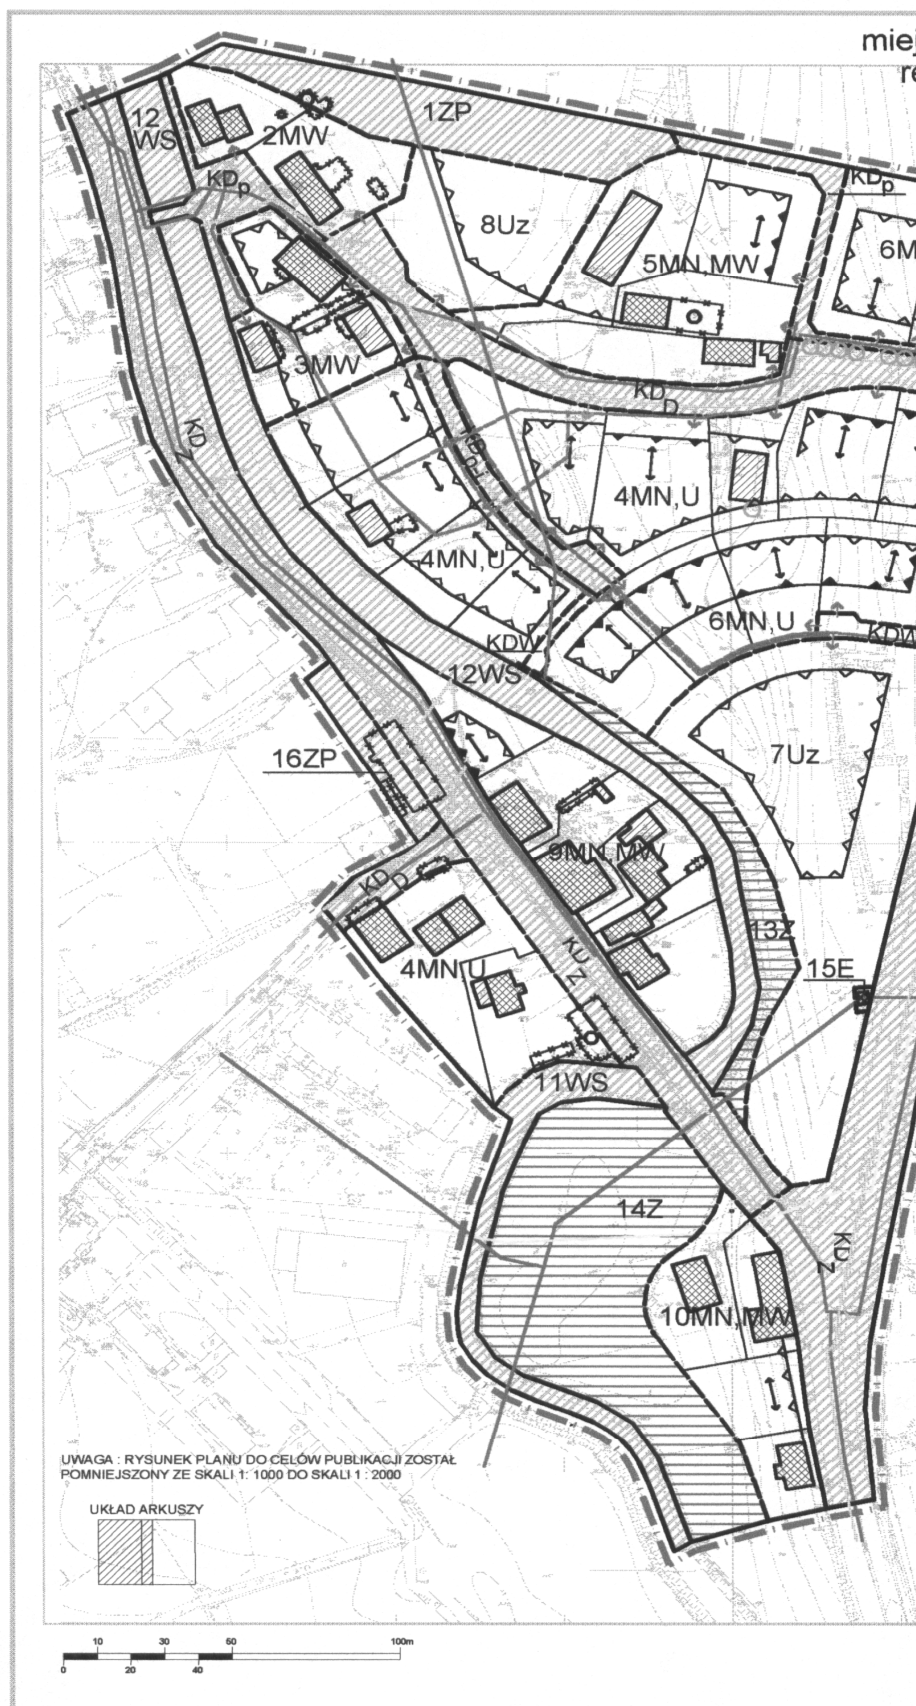 miej
re
12
WS
2MW
1ZP
KDp
KDp
8Uz
5MN,MW
6M
3MW
KDD
KDZ
4MN,U
4MN,U
6MN,U
KDW
KDW
12WS
16ZP
7Uz
9MN,MW
KDD
13Z
4MN,U
KDZ
15E
11WS
14Z
KDZ
10MN,MW
UWAGA : RYSUNEK PLANU DO CELÓW PUBLIKACJI ZOSTAŁ
POMNIEJSZONY ZE SKALI 1: 1000 DO SKALI 1 : 2000
UKŁAD ARKUSZY
10 30 60 100m
0 20 40